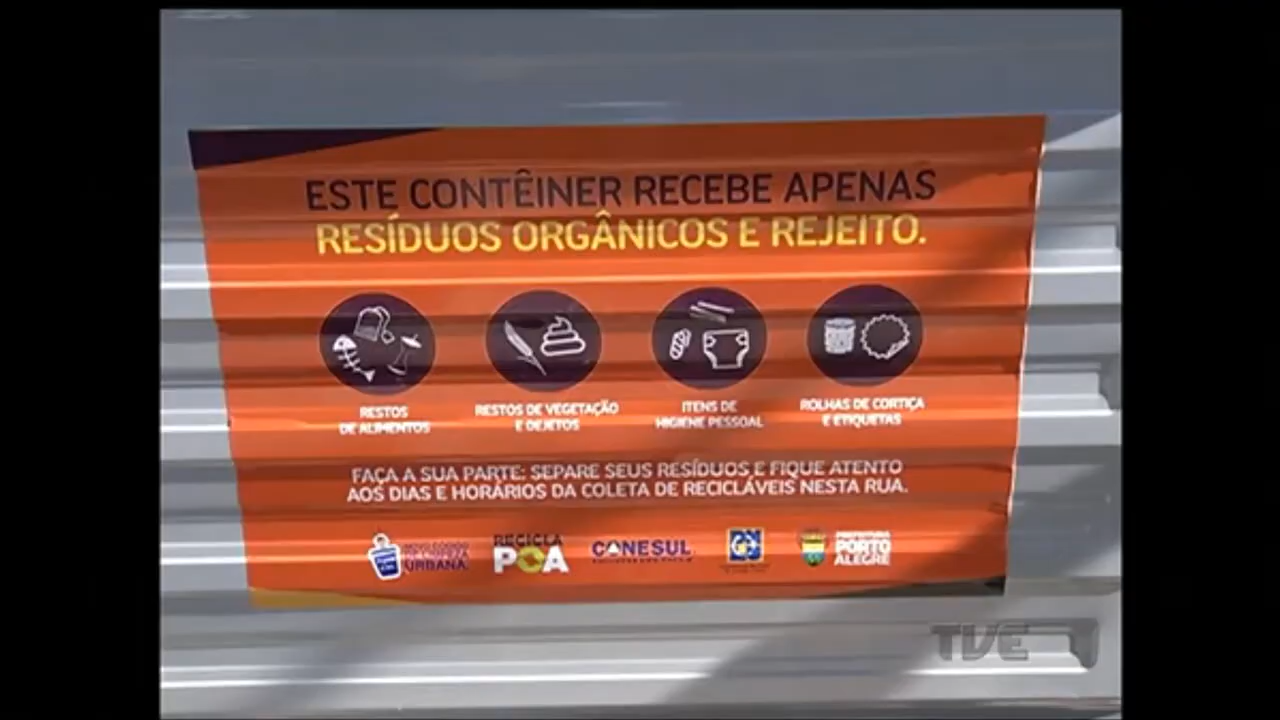 ESTE CONTÊINER RECEBE APENAS
RESÍDUOS ORGÂNICOS E REJEITO.
RESTOS
DE ALIMENTOS
RESTOS DE VEGETAÇÃO
E DEJETOS
ITENS DE
HIGIENE PESSOAL
ROLHAS DE CORTIÇA
E ETIQUETAS
FAÇA A SUA PARTE: SEPARE SEUS RESÍDUOS E FIQUE ATENTO
AOS DIAS E HORÁRIOS DA COLETA DE RECICLÁVEIS NESTA RUA.
URBANA
RECICLA
POA
CONESUL
PREFEITURA
PORTO
ALEGRE
TVE